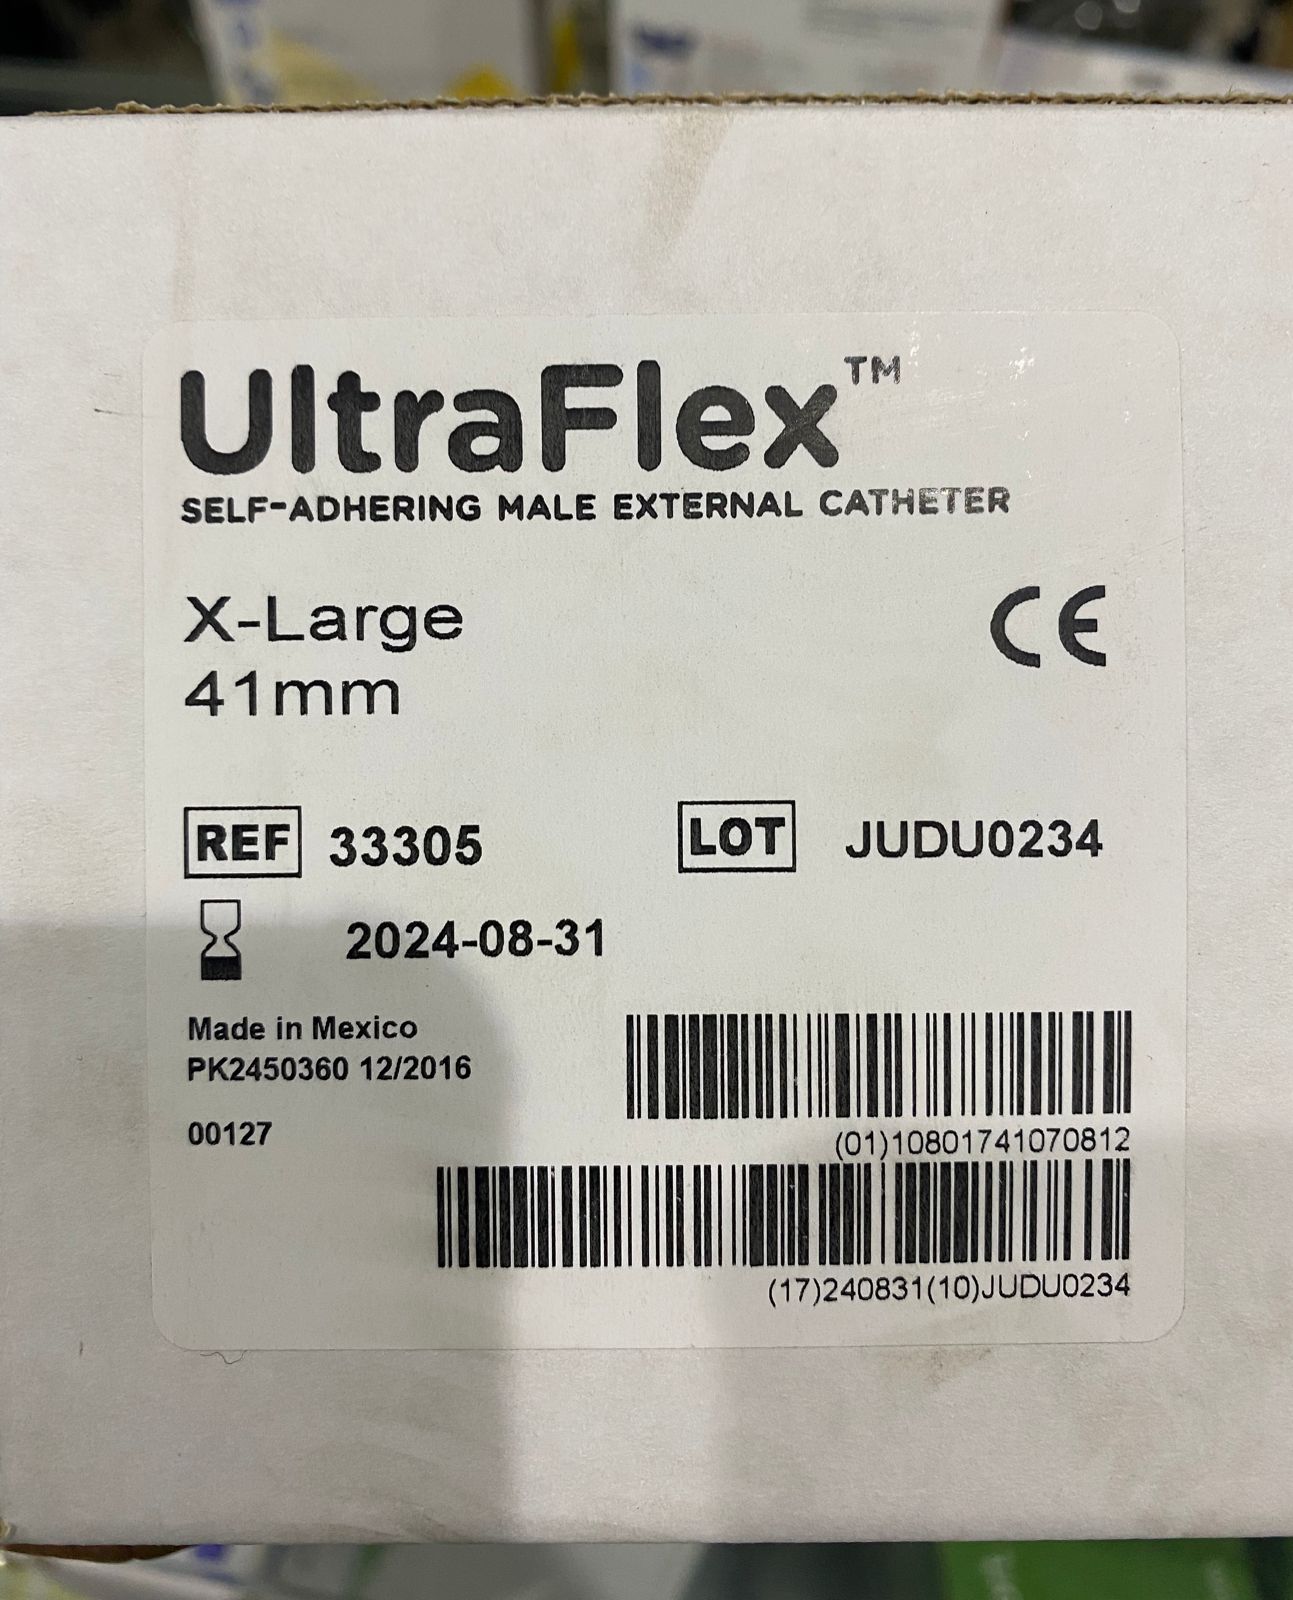 UltraFlex™
SELF-ADHERING MALE EXTERNAL CATHETER
X-Large
41mm
CE
REF 33305
LOT JUDU0234
2024-08-31
Made in Mexico
PK2450360 12/2016
00127
(01)10801741070812
(17)240831(10)JUDU0234